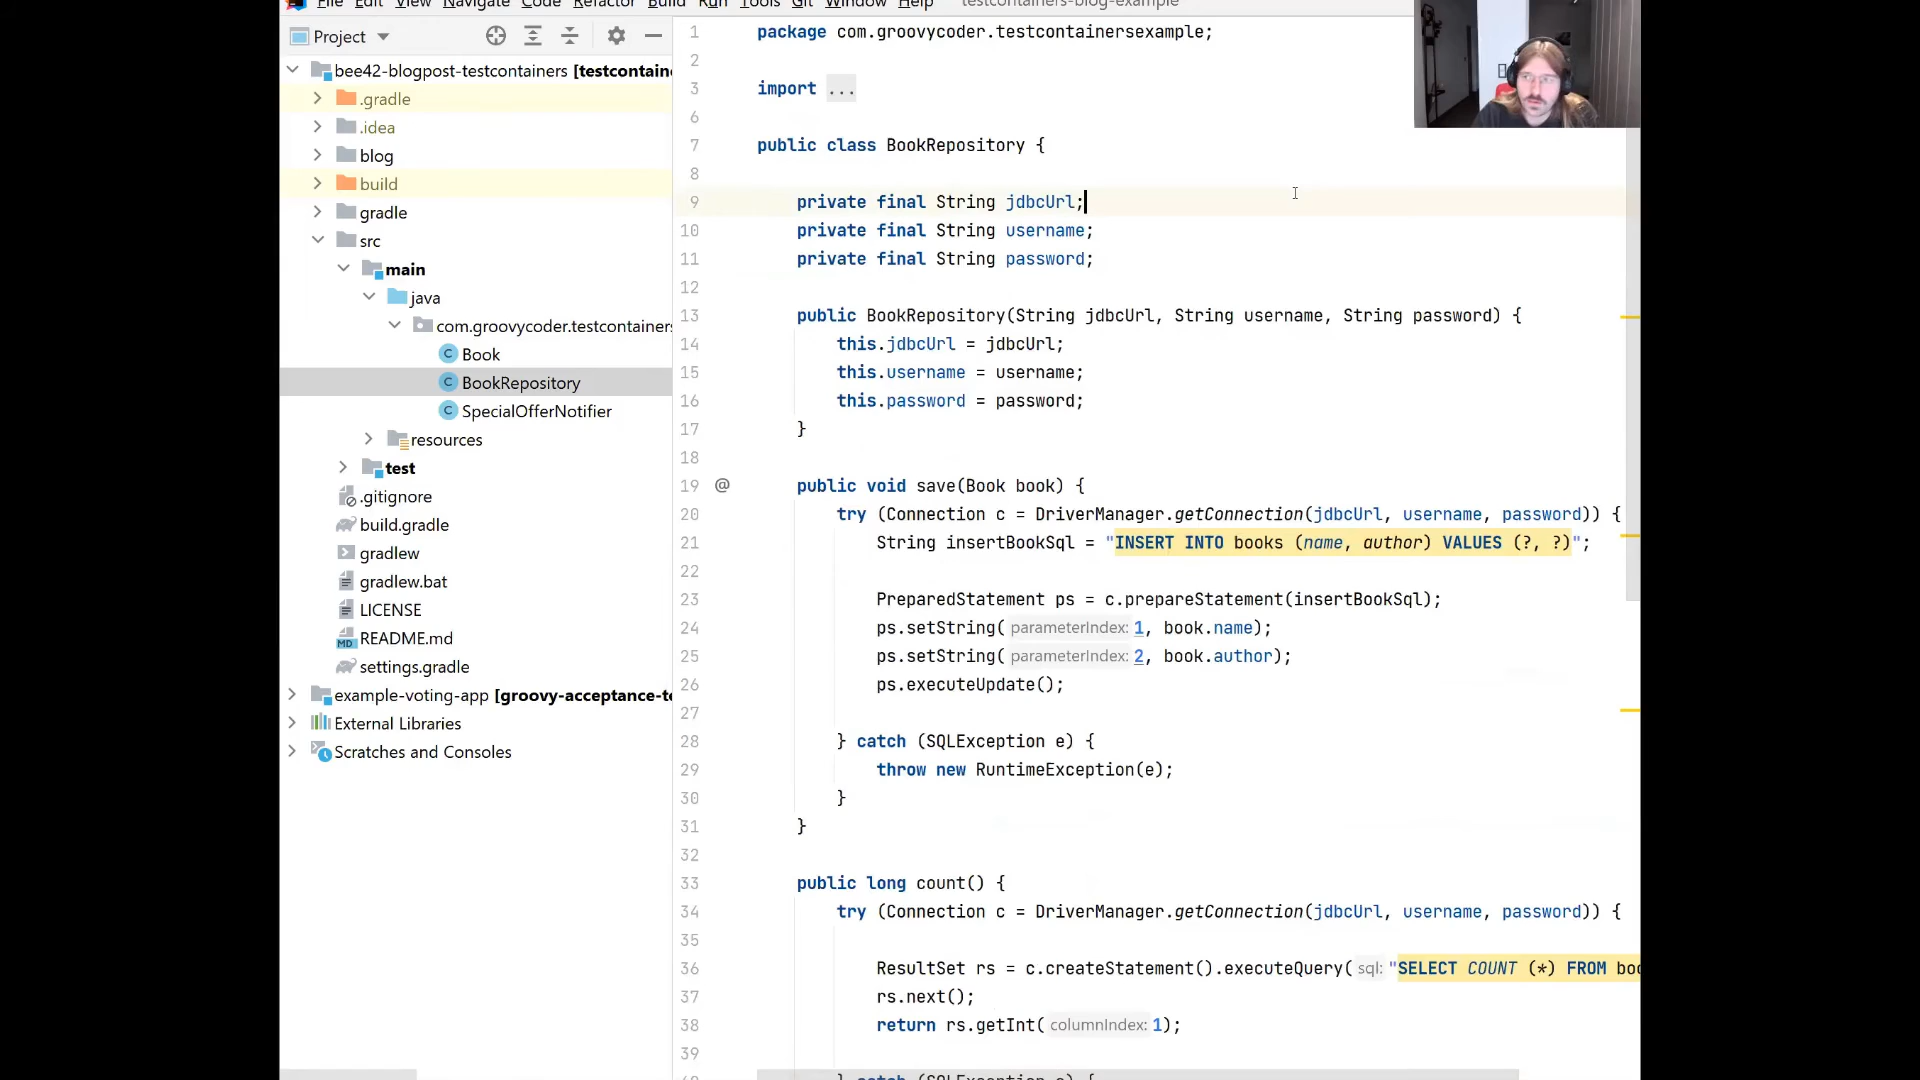 File Edit View Navigate Code Refactor Build Run Tools Git Window Help testcontainers-blog-example
Project
bee42-blogpost-testcontainers [testcontaine
.gradle
.idea
blog
build
gradle
src
main
java
com.groovycoder.testcontainers
Book
BookRepository
SpecialOfferNotifier
resources
test
.gitignore
build.gradle
gradlew
gradlew.bat
LICENSE
README.md
settings.gradle
example-voting-app [groovy-acceptance-te
External Libraries
Scratches and Consoles
1 package com.groovycoder.testcontainersexample;
2
3 import ...
6
7 public class BookRepository {
8
9 private final String jdbcUrl;
10 private final String username;
11 private final String password;
12
13 public BookRepository(String jdbcUrl, String username, String password) {
14 this.jdbcUrl = jdbcUrl;
15 this.username = username;
16 this.password = password;
17 }
18
19 @ public void save(Book book) {
20 try (Connection c = DriverManager.getConnection(jdbcUrl, username, password)) {
21 String insertBookSql = "INSERT INTO books (name, author) VALUES (?, ?)";
22
23 PreparedStatement ps = c.prepareStatement(insertBookSql);
24 ps.setString( parameterIndex: 1, book.name);
25 ps.setString( parameterIndex: 2, book.author);
26 ps.executeUpdate();
27
28 } catch (SQLException e) {
29 throw new RuntimeException(e);
30 }
31 }
32
33 public long count() {
34 try (Connection c = DriverManager.getConnection(jdbcUrl, username, password)) {
35
36 ResultSet rs = c.createStatement().executeQuery( sql: "SELECT COUNT (*) FROM boo
37 rs.next();
38 return rs.getInt( columnIndex: 1);
39
40 } catch (SQLException e) {